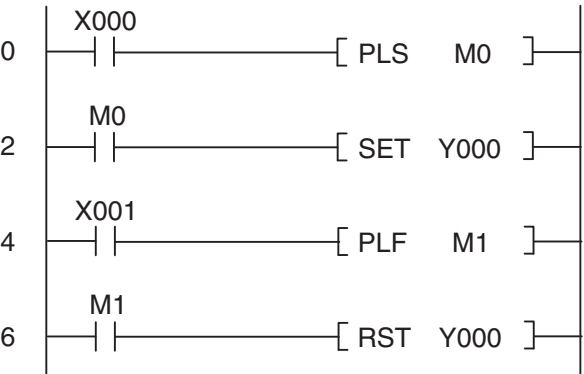 X000
0 PLS M0
M0
2 SET Y000
X001
4 PLF M1
M1
6 RST Y000